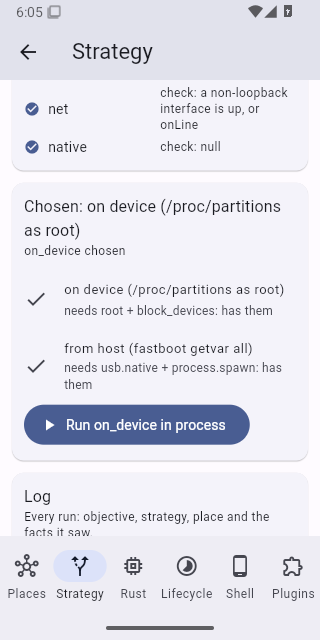 6:05
Strategy
check: a non-loopback
net
interface is up, or
onLine
native
check: null
Chosen: on device (/proc/partitions
as root)
on_device chosen
on device (/proc/partitions as root)
needs root + block_devices: has them
from host (fastboot getvar all)
needs usb.native + process.spawn: has
them
Run on_device in process
Log
Every run: objective, strategy, place and the
facts it saw.
Places
Strategy
Rust
Lifecycle
Shell
Plugins